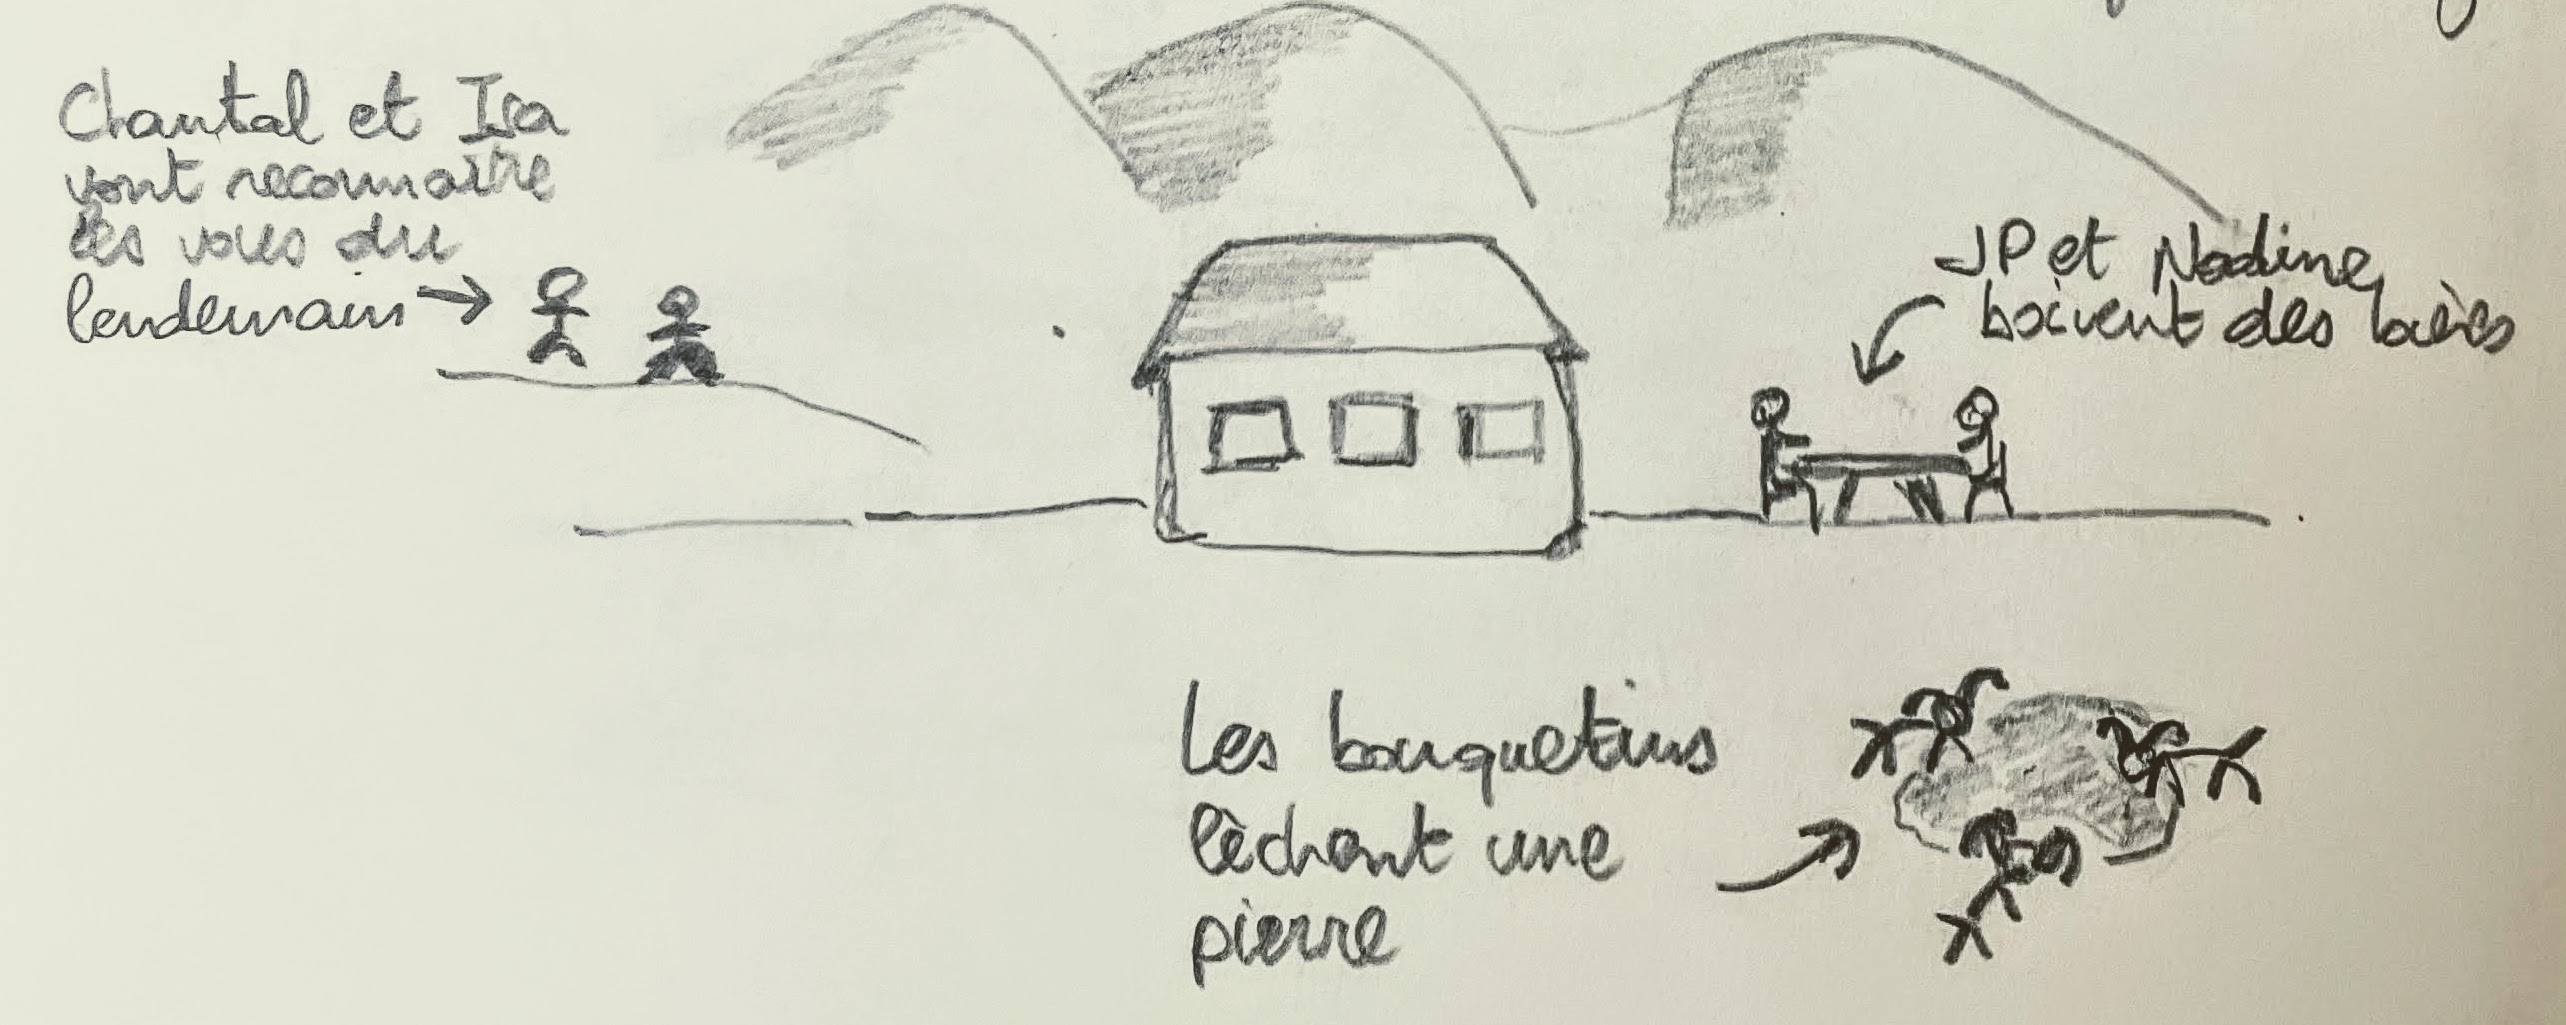 Chantal et Isa
vont reconnaître
les voies du
lendemain
JP et Nadine
boivent des bières
Les bouquetins
lèchent une
pierre